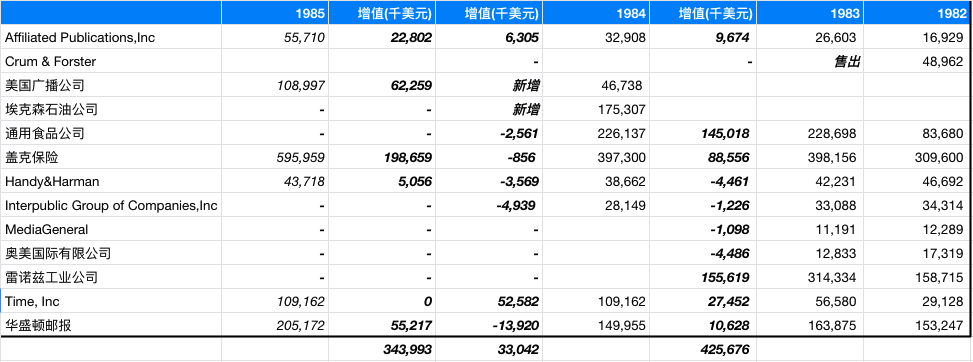 1985 增值(千美元) 增值(千美元) 1984 增值(千美元) 1983 1982
Affiliated Publications,Inc 55,710 22,802 6,305 32,908 9,674 26,603 16,929
Crum & Forster - - 售出 48,962
美国广播公司 108,997 62,259 新增 46,738
埃克森石油公司 - - 新增 175,307
通用食品公司 - - -2,561 226,137 145,018 228,698 83,680
盖克保险 595,959 198,659 -856 397,300 88,556 398,156 309,600
Handy&Harman 43,718 5,056 -3,569 38,662 -4,461 42,231 46,692
Interpublic Group of Companies,Inc - - -4,939 28,149 -1,226 33,088 34,314
MediaGeneral - - - -1,098 11,191 12,289
奥美国际有限公司 - - - -4,486 12,833 17,319
雷诺兹工业公司 - - - 155,619 314,334 158,715
Time, Inc 109,162 0 52,582 109,162 27,452 56,580 29,128
华盛顿邮报 205,172 55,217 -13,920 149,955 10,628 163,875 153,247
343,993 33,042 425,676